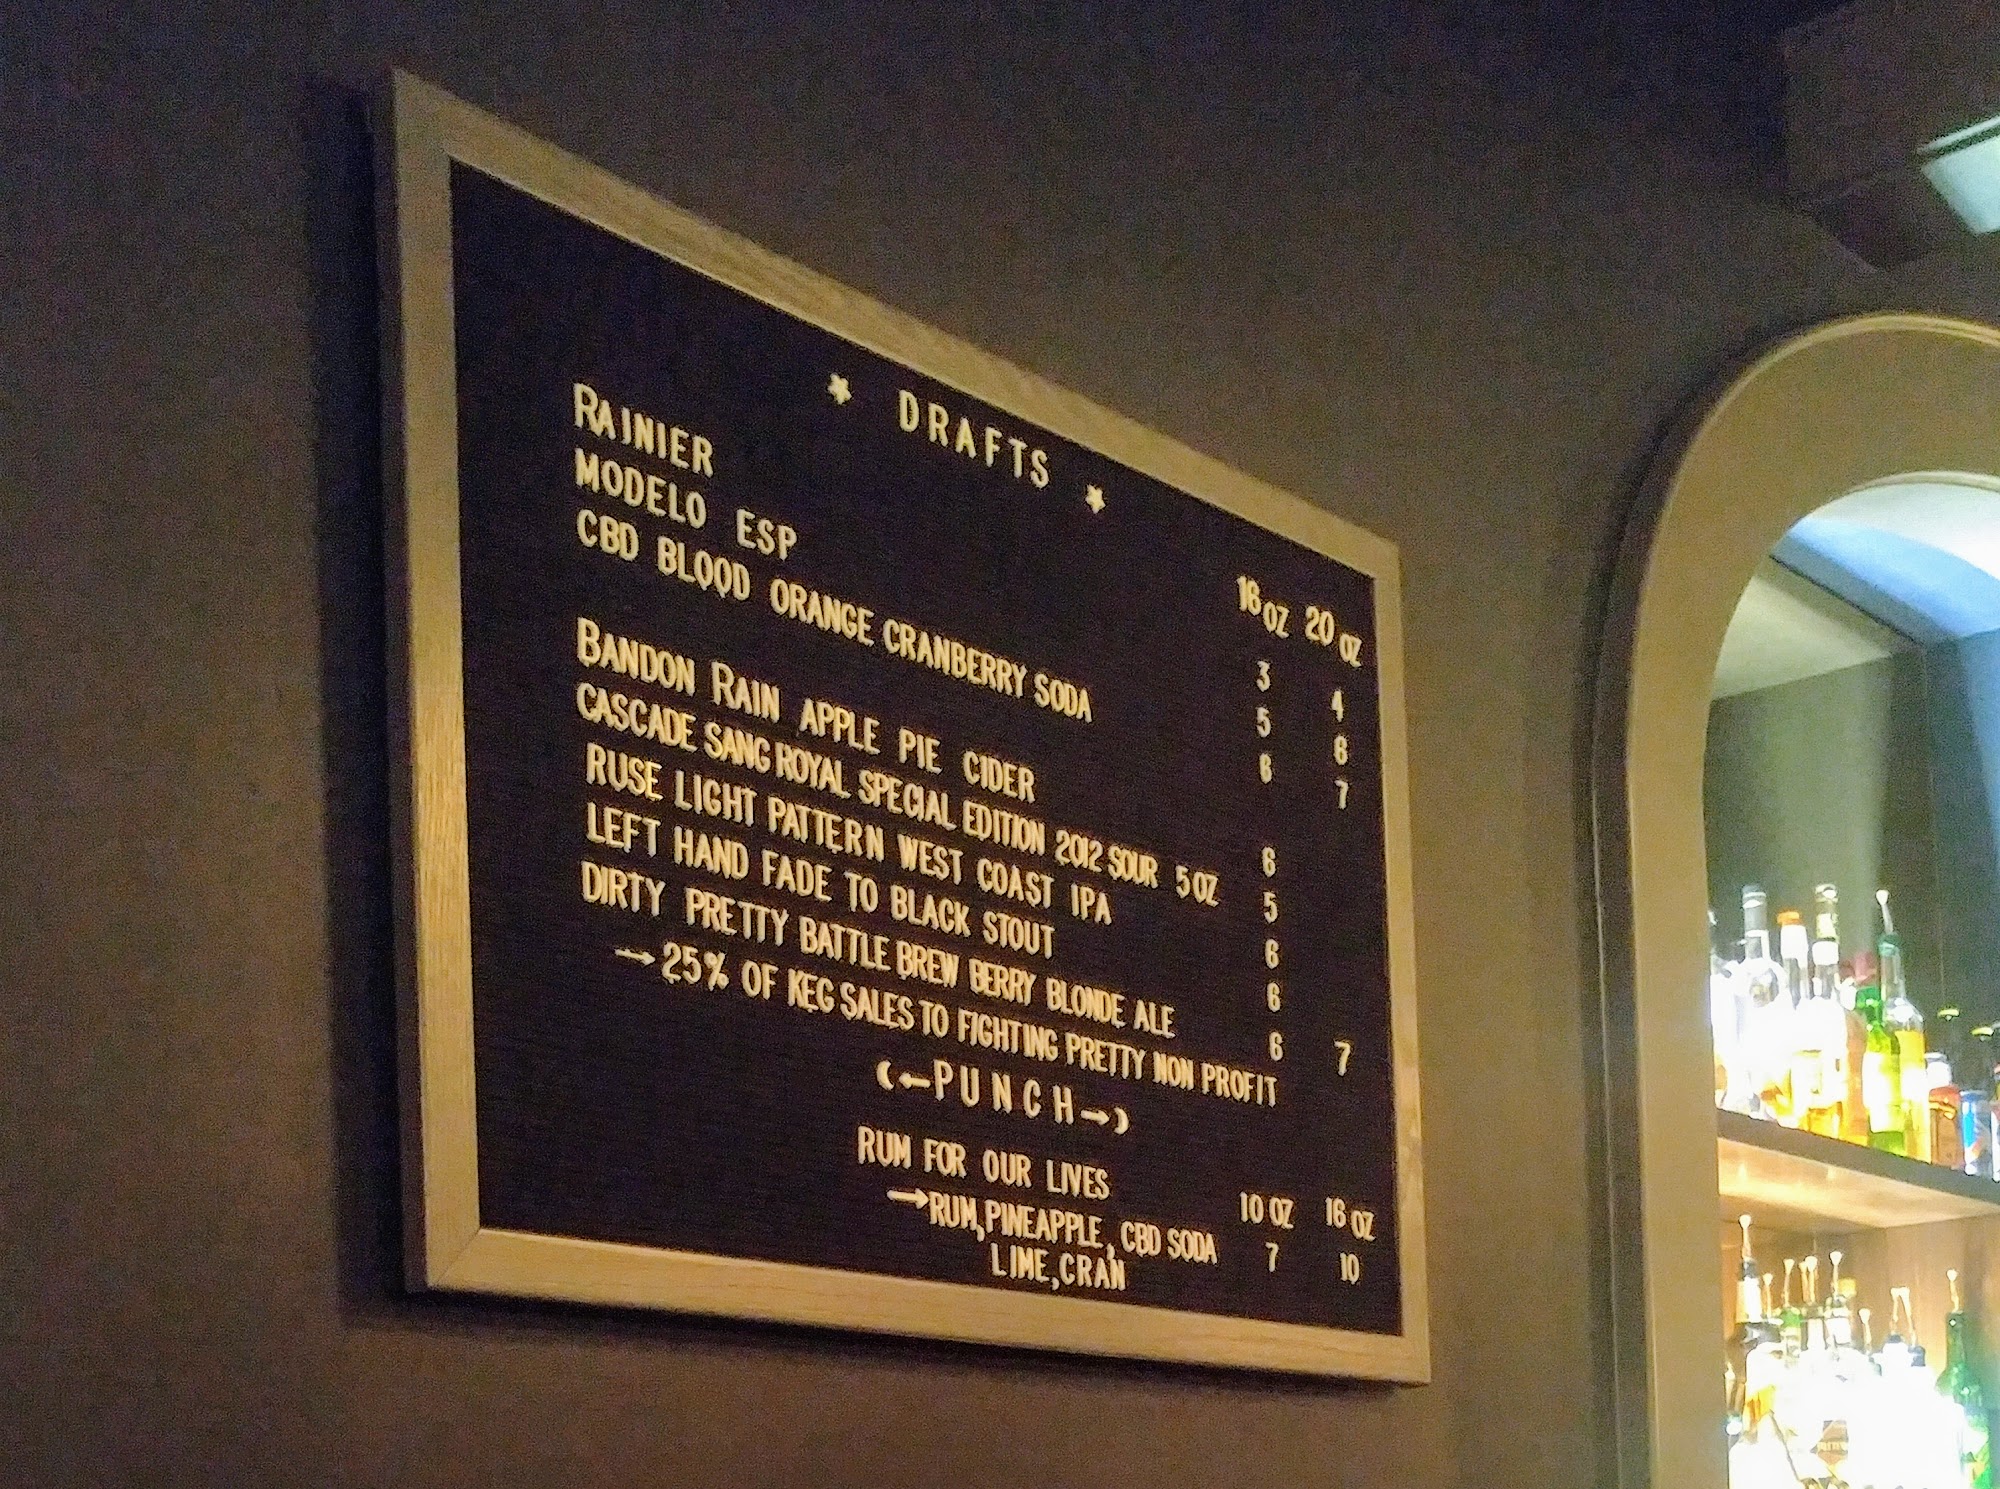 DRAFTS
16 OZ 20 OZ
RAINIER 3 4
MODELO ESP 5 6
CBD BLOOD ORANGE CRANBERRY SODA 6 7
BANDON RAIN APPLE PIE CIDER 6
CASCADE SANG ROYAL SPECIAL EDITION 2012 SOUR 5 OZ 5
RUSE LIGHT PATTERN WEST COAST IPA 6
LEFT HAND FADE TO BLACK STOUT 6
DIRTY PRETTY BATTLE BREW BERRY BLONDE ALE 6 7
→ 25% OF KEG SALES TO FIGHTING PRETTY NON PROFIT
←PUNCH→
RUM FOR OUR LIVES 10 OZ 16 OZ
→RUM, PINEAPPLE, CBD SODA 7 10
LIME, CRAN